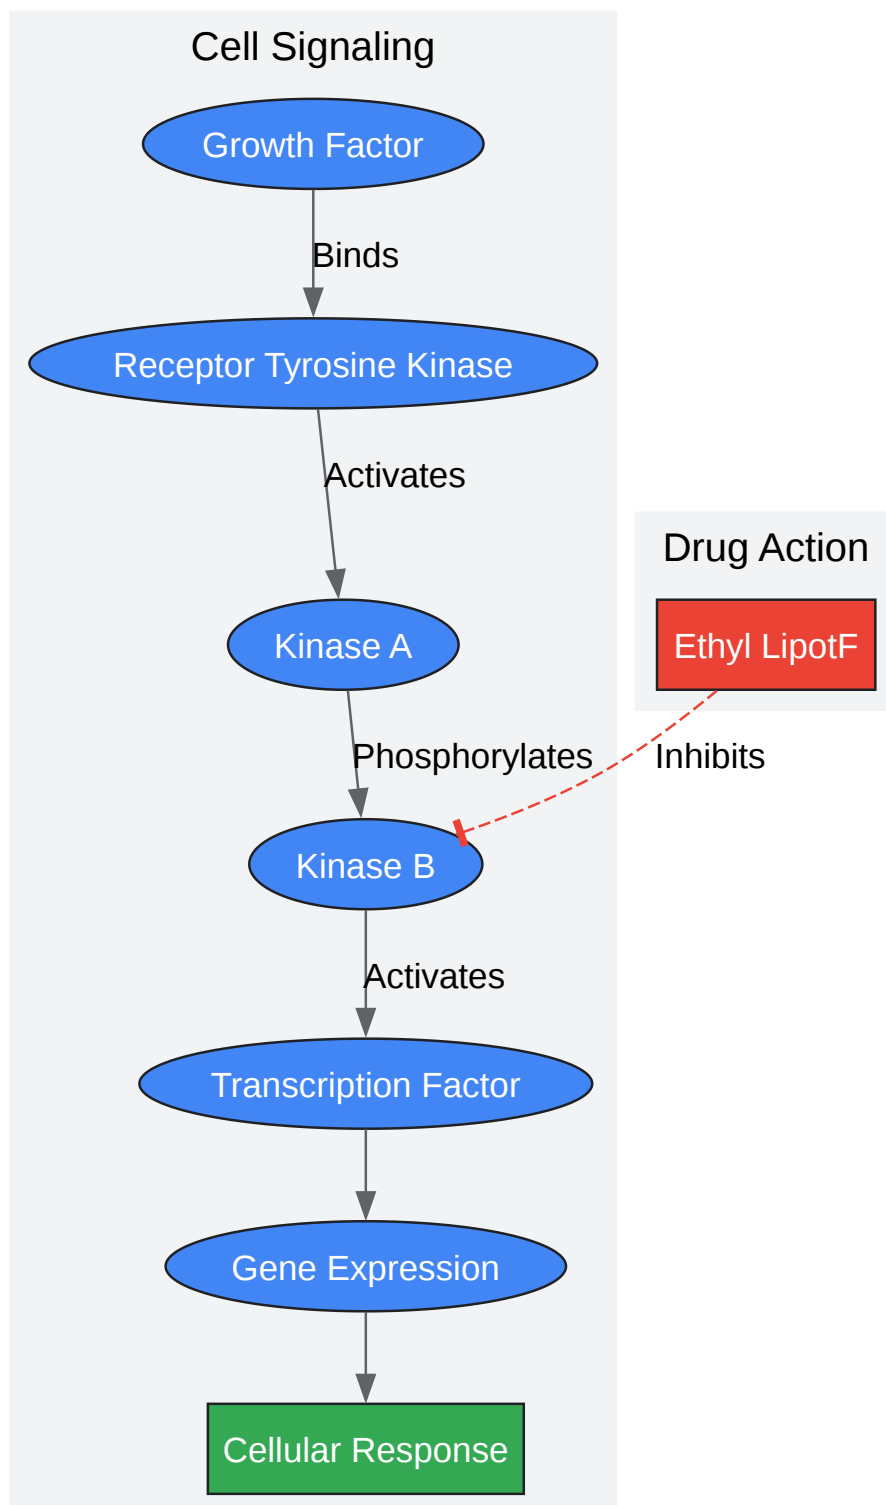 Cell Signaling
Growth Factor
Binds
Receptor Tyrosine Kinase
Activates
Drug Action
Kinase A
Ethyl LipotF
Phosphorylates
Inhibits
Kinase B
Activates
Transcription Factor
Gene Expression
Cellular Response